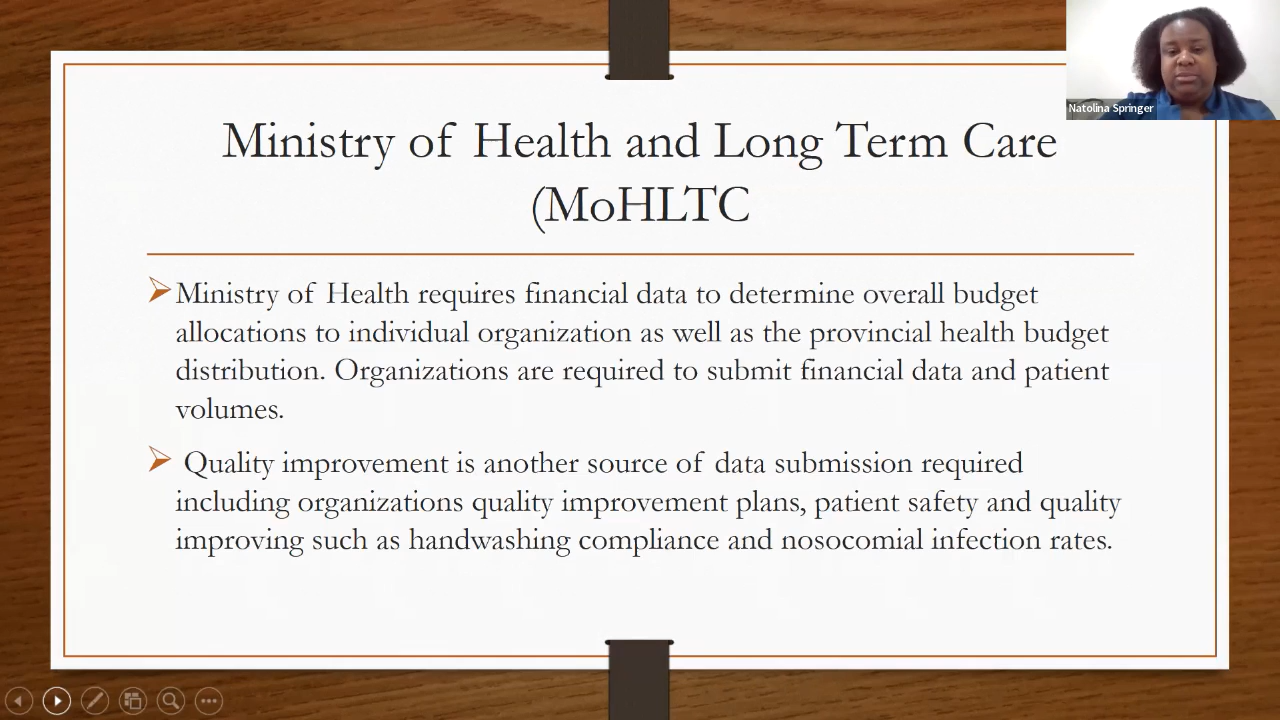 Natolina Springer
Ministry of Health and Long Term Care
(MoHLTC
Ministry of Health requires financial data to determine overall budget
allocations to individual organization as well as the provincial health budget
distribution. Organizations are required to submit financial data and patient
volumes.
Quality improvement is another source of data submission required
including organizations quality improvement plans, patient safety and quality
improving such as handwashing compliance and nosocomial infection rates.